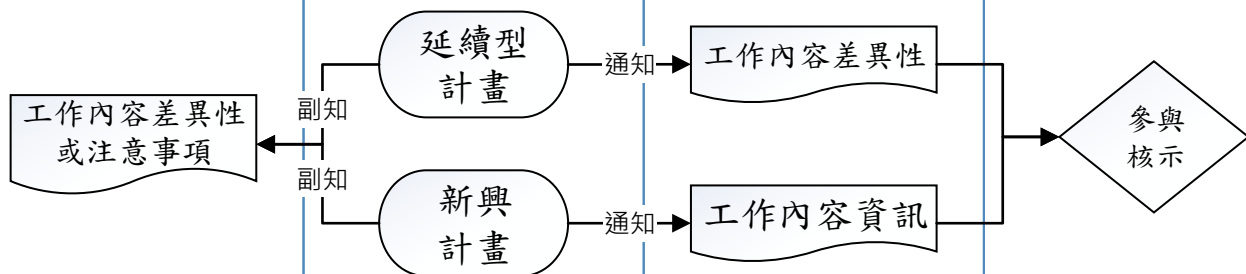 工作內容差異性
或注意事項
副知
副知
延續型
計畫
新興
計畫
通知
通知
工作內容差異性
工作內容資訊
參與
核示